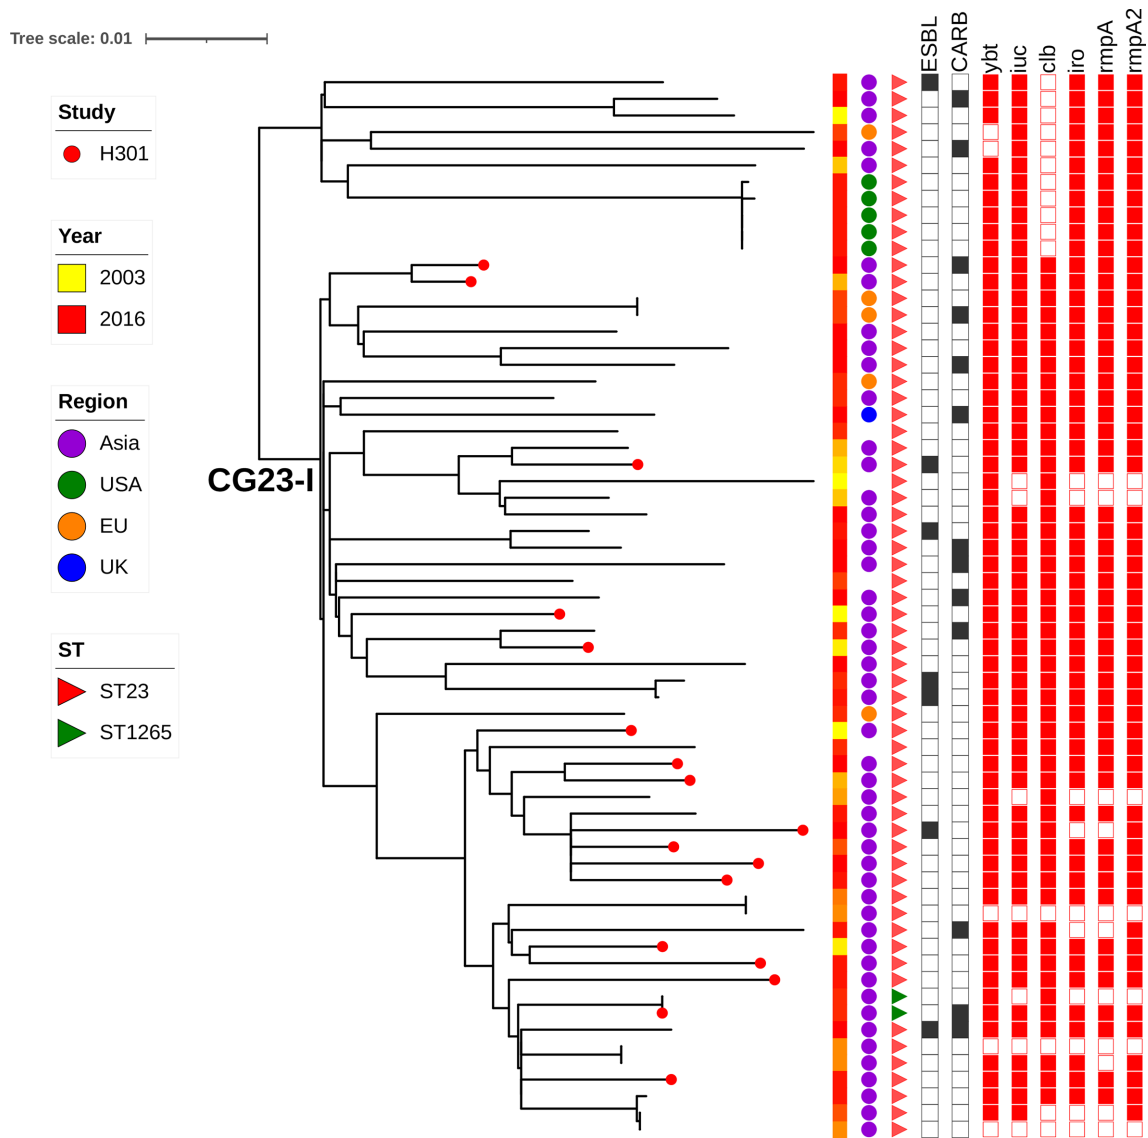 Tree scale: 0.01
ESBL
CARB
ybt
iuc
clb
iro
rmpA
rmpA2
Study
H301
Year
2003
2016
Region
Asia
USA
EU
UK
CG23-I
ST
ST23
ST1265